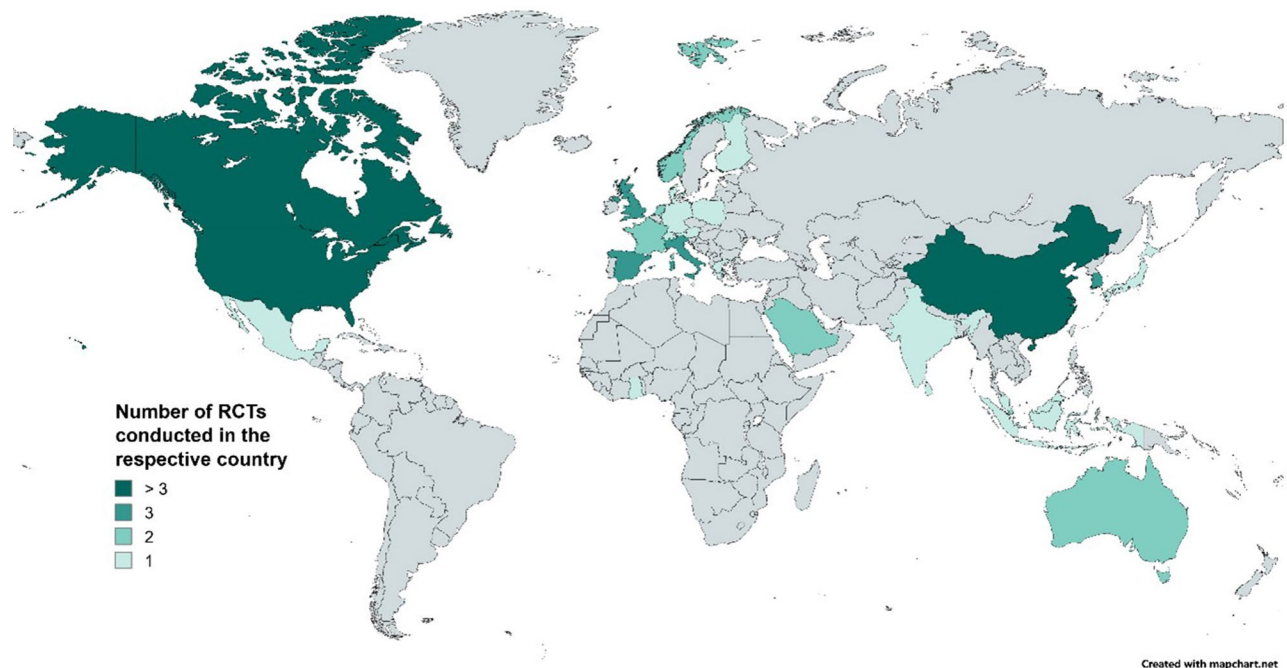 Number of RCTs
conducted in the
respective country
> 3
3
2
1
Created with mapchart.net